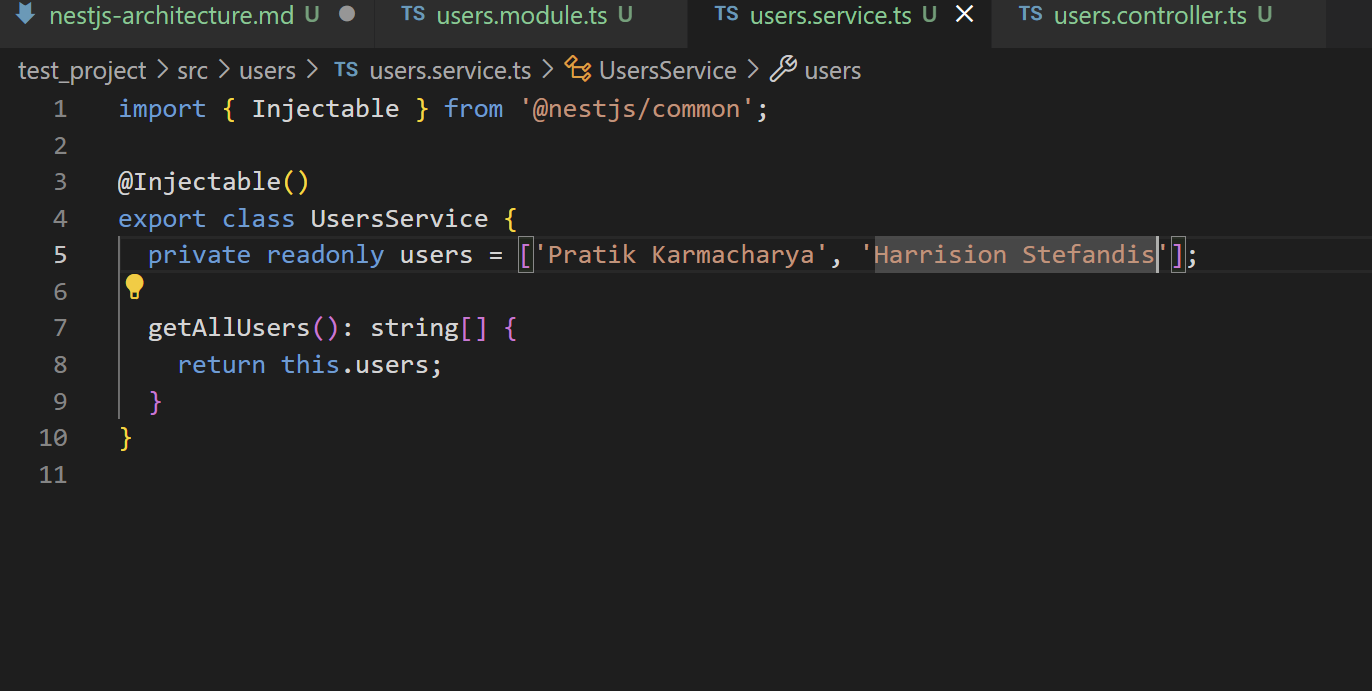 nestjs-architecture.md U TS users.module.ts U TS users.service.ts U TS users.controller.ts U
test_project > src > users > TS users.service.ts > UsersService > users
1 import { Injectable } from '@nestjs/common';
2
3 @Injectable()
4 export class UsersService {
5 private readonly users = ['Pratik Karmacharya', 'Harrision Stefandis'];
6
7 getAllUsers(): string[] {
8 return this.users;
9 }
10 }
11